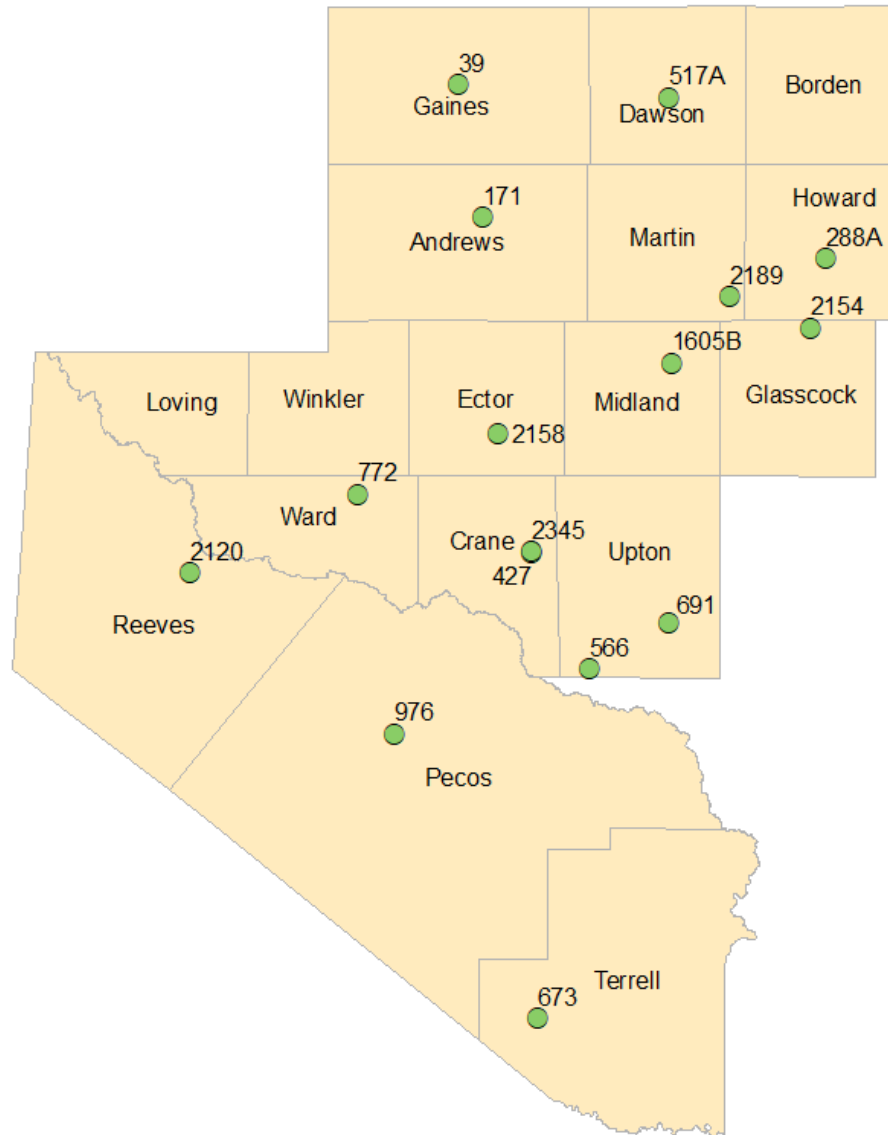 39
Gaines
517A
Dawson
Borden
171
Andrews
Martin
2189
Howard
288A
2154
Loving
Winkler
Ector
2158
1605B
Midland
Glasscock
772
Ward
2120
Reeves
Crane
2345
427
Upton
691
566
976
Pecos
673
Terrell